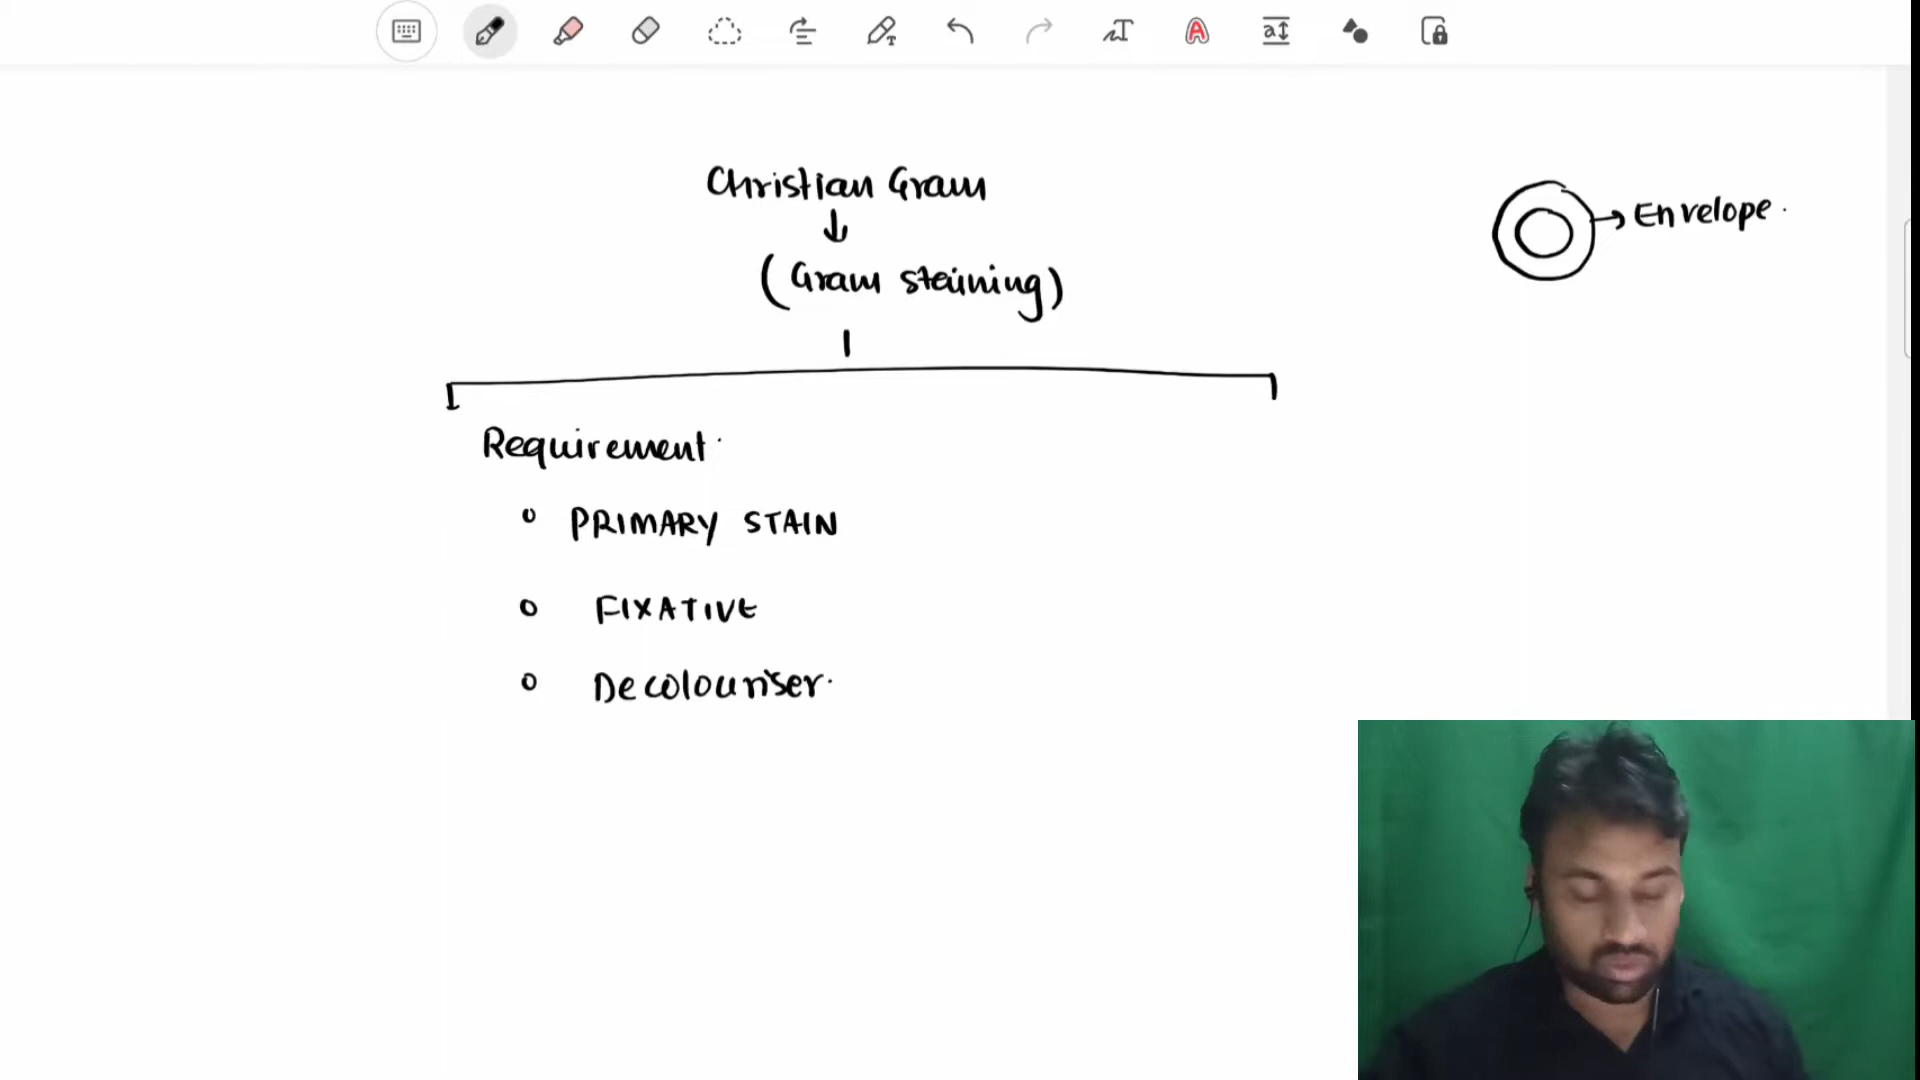 Christian Gram
(Gram staining)
Envelope.
Requirement.
PRIMARY STAIN
FIXATIVE
Decolouriser.